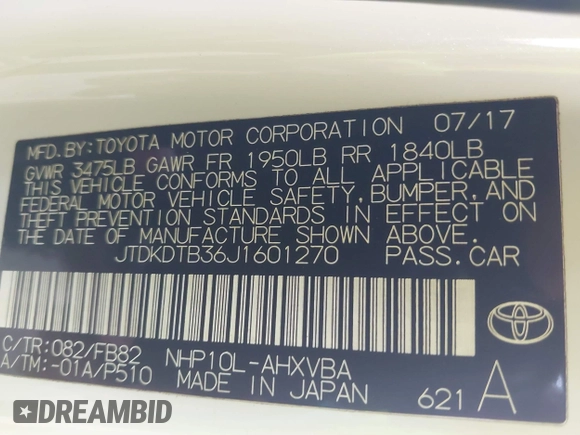 MFD.BY:TOYOTA MOTOR CORPORATION 07/17
GVWR 3475LB GAWR FR 1950LB RR 1840LB
THIS VEHICLE CONFORMS TO ALL APPLICABLE
FEDERAL MOTOR VEHICLE SAFETY,BUMPER,AND
THEFT PREVENTION STANDARDS IN EFFECT ON
THE DATE OF MANUFACTURE SHOWN ABOVE.
JTDKDTB36J1601270 PASS.CAR
C/TR:082/FB82 NHP10L-AHXVBA
A/TM:-01A/P510 MADE IN JAPAN 621 A
TOYOTA
DREAMBID